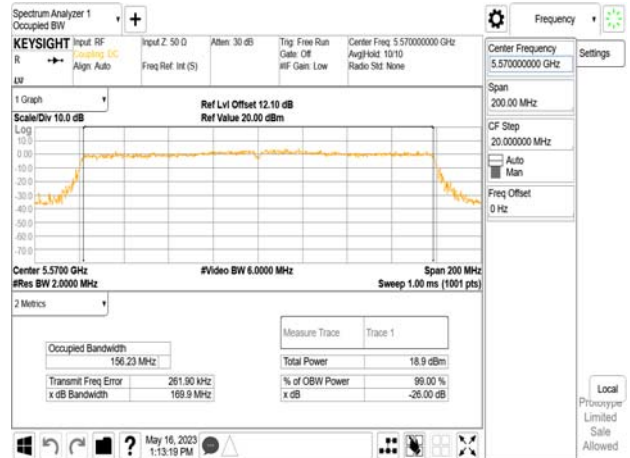 Spectrum Analyzer 1
Occupied BW
Frequency
KEYSIGHT
R
Input: RF
Coupling: DC
Align: Auto
Input Z: 50 Ω
Freq Ref: Int (S)
Atten: 30 dB
Trig: Free Run
Gate: Off
#IF Gain: Low
Center Freq: 5.570000000 GHz
Avg|Hold: 10/10
Radio Std: None
1 Graph
Scale/Div 10.0 dB
Ref Lvl Offset 12.10 dB
Ref Value 20.00 dBm
Log
10.0
0.00
-10.0
-20.0
-30.0
-40.0
-50.0
-60.0
-70.0
Center 5.5700 GHz
#Res BW 2.0000 MHz
#Video BW 6.0000 MHz
Span 200 MHz
Sweep 1.00 ms (1001 pts)
2 Metrics
Measure Trace
Trace 1
Occupied Bandwidth
156.23 MHz
Total Power
18.9 dBm
Transmit Freq Error
261.90 kHz
% of OBW Power
99.00 %
x dB Bandwidth
169.9 MHz
x dB
-26.00 dB
Center Frequency
5.570000000 GHz
Settings
Span
200.00 MHz
CF Step
20.000000 MHz
Auto
Man
Freq Offset
0 Hz
Local
Prototype
Limited
Sale
Allowed
?
May 16, 2023
1:13:19 PM